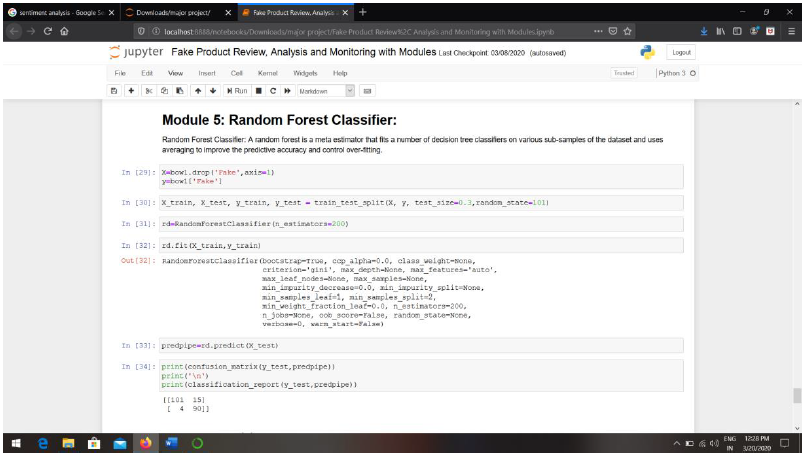 sentiment analysis - Google Se
Downloads/major project/
Fake Product Review, Analysis
localhost:8888/notebooks/Downloads/major project/Fake Product Review%2C Analysis and Monitoring with Modules.ipynb
jupyter Fake Product Review, Analysis and Monitoring with Modules Last Checkpoint: 03/08/2020 (autosaved)
Logout
File Edit View Insert Cell Kernel Widgets Help
Trusted
Python 3
Run
Markdown
Module 5: Random Forest Classifier:
Random Forest Classifier: A random forest is a meta estimator that fits a number of decision tree classifiers on various sub-samples of the dataset and uses
averaging to improve the predictive accuracy and control over-fitting.
In [29]: X=bow1.drop('Fake',axis=1)
y=bow1['Fake']
In [30]: X_train, X_test, y_train, y_test = train_test_split(X, y, test_size=0.3,random_state=101)
In [31]: rd=RandomForestClassifier(n_estimators=200)
In [32]: rd.fit(X_train,y_train)
Out[32]: RandomForestClassifier(bootstrap=True, ccp_alpha=0.0, class_weight=None,
criterion='gini', max_depth=None, max_features='auto',
max_leaf_nodes=None, max_samples=None,
min_impurity_decrease=0.0, min_impurity_split=None,
min_samples_leaf=1, min_samples_split=2,
min_weight_fraction_leaf=0.0, n_estimators=200,
n_jobs=None, oob_score=False, random_state=None,
verbose=0, warm_start=False)
In [33]: predpipe=rd.predict(X_test)
In [34]: print(confusion_matrix(y_test,predpipe))
print('\n')
print(classification_report(y_test,predpipe))
[[101 15]
[ 4 90]]
ENG
IN
12:28 PM
3/20/2020